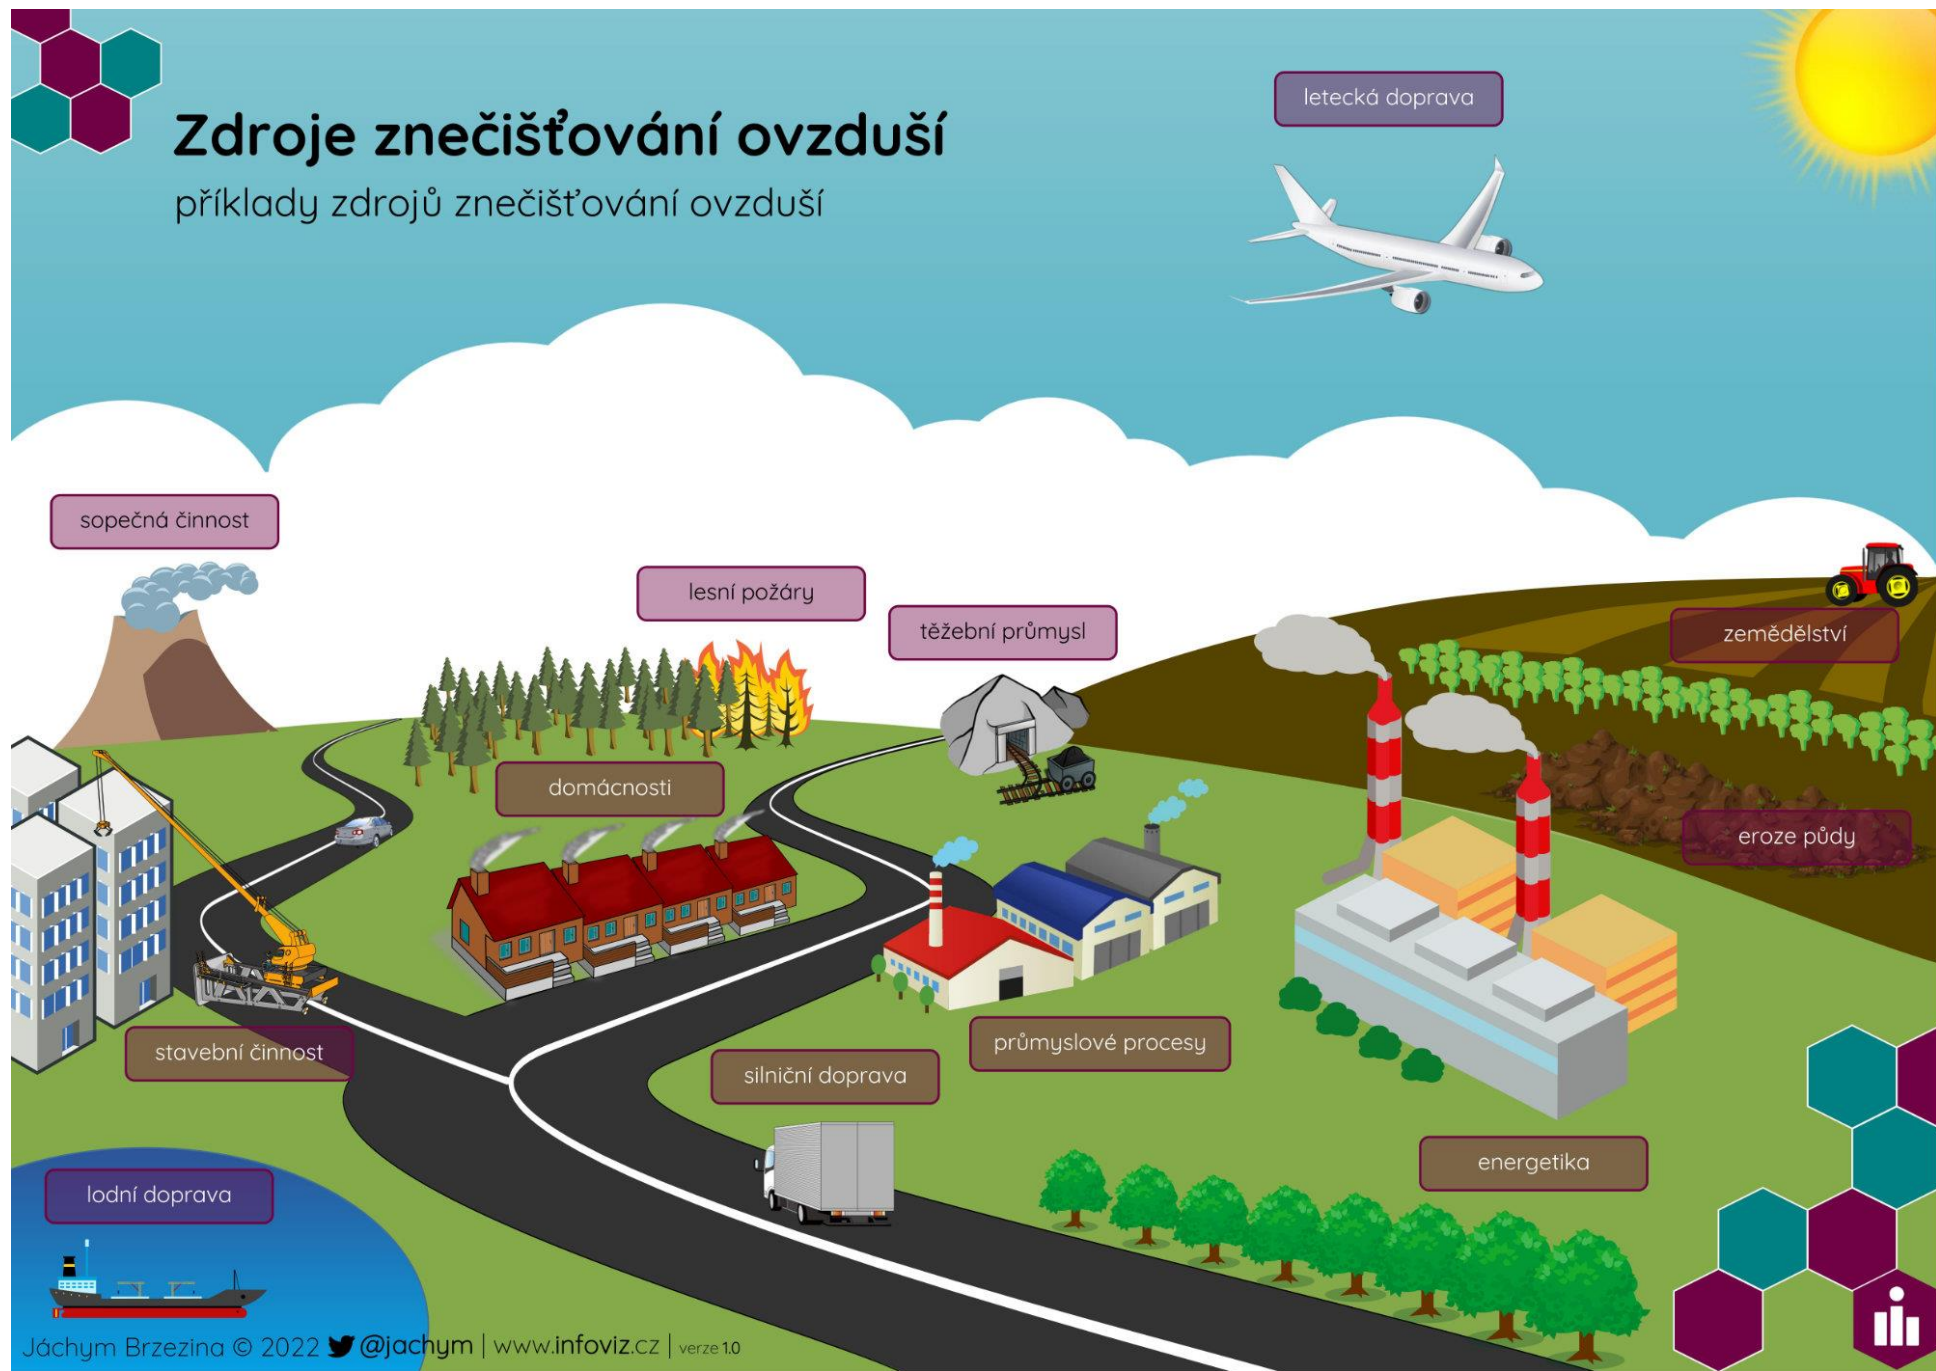 Zdroje znečišťování ovzduší
příklady zdrojů znečišťování ovzduší
letecká doprava
sopečná činnost
lesní požáry
těžební průmysl
zemědělství
domácnosti
eroze půdy
stavební činnost
průmyslové procesy
silniční doprava
energetika
lodní doprava
Jáchym Brzezina © 2022 @jachym | www.infoviz.cz | verze 1.0